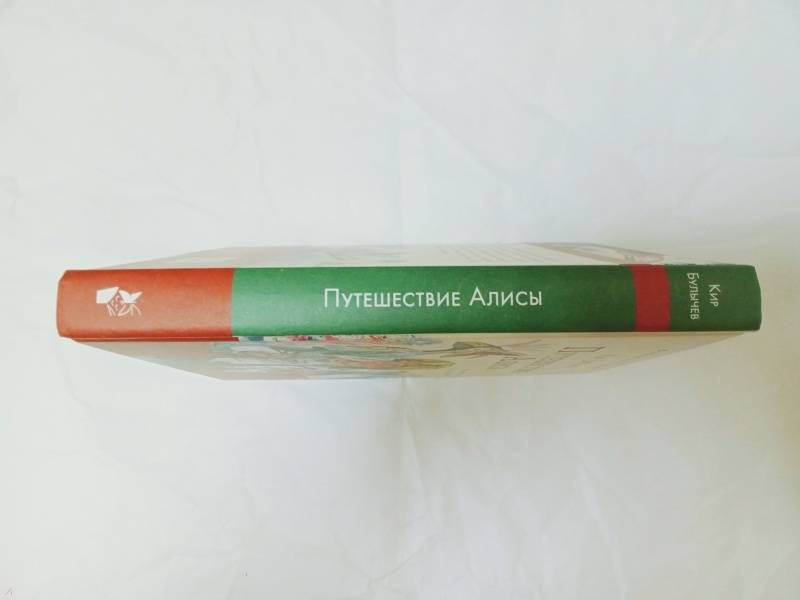 Путешествие Алисы
Кир
Булычев